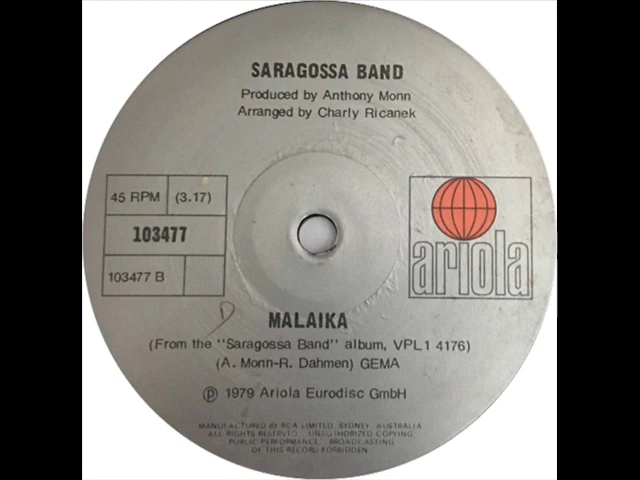 SARAGOSSA BAND
Produced by Anthony Monn
Arranged by Charly Ricanek
45 RPM (3.17)
103477
103477 B
ariola
D
MALAIKA
(From the "Saragossa Band" album, VPL1 4176)
(A. Monn-R. Dahmen) GEMA
℗ 1979 Ariola Eurodisc GmbH
MANUFACTURED BY RCA LIMITED, SYDNEY, AUSTRALIA
ALL RIGHTS RESERVED. UNAUTHORIZED COPYING,
PUBLIC PERFORMANCE, BROADCASTING
OF THIS RECORD FORBIDDEN.